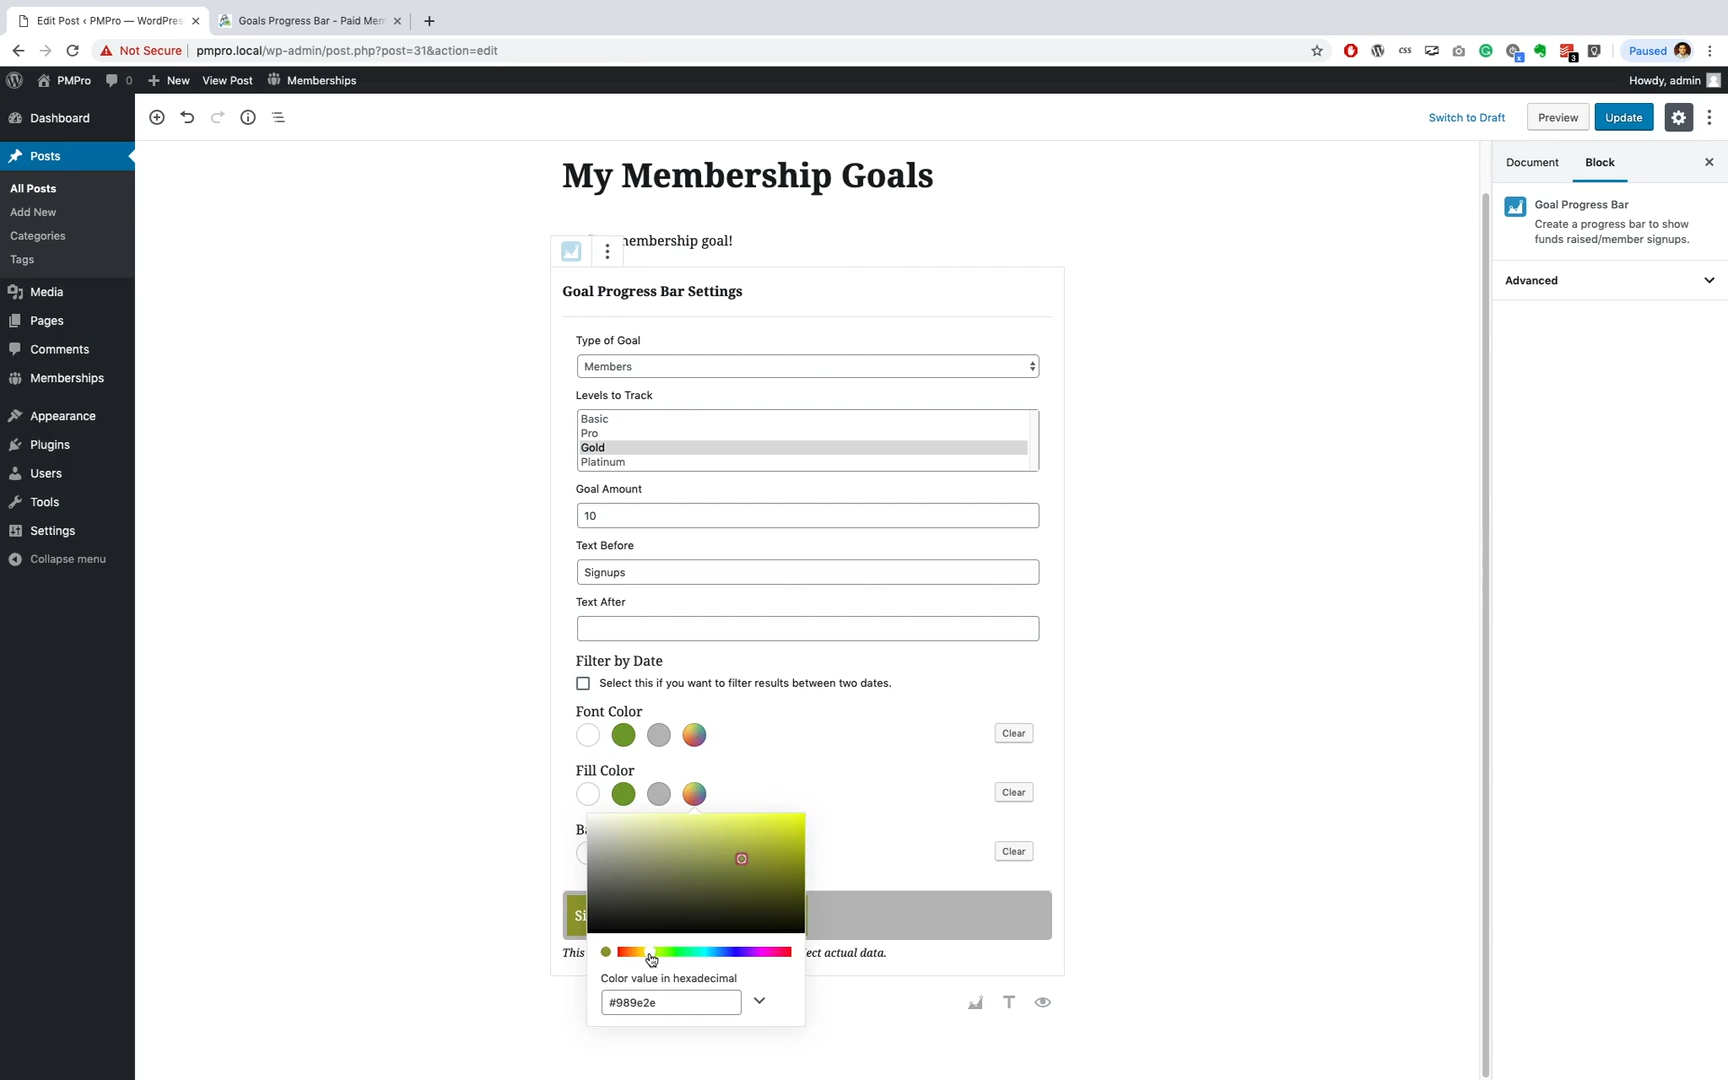 Edit Post ‹ PMPro — WordPres
Goals Progress Bar - Paid Mem
Not Secure
pmpro.local/wp-admin/post.php?post=31&action=edit
css
3
Paused
PMPro
0
New
View Post
Memberships
Howdy, admin
Dashboard
Posts
All Posts
Add New
Categories
Tags
Media
Pages
Comments
Memberships
Appearance
Plugins
Users
Tools
Settings
Collapse menu
Switch to Draft
Preview
Update
Document
Block
Goal Progress Bar
Create a progress bar to show
funds raised/member signups.
Advanced
My Membership Goals
membership goal!
Goal Progress Bar Settings
Type of Goal
Members
Levels to Track
Basic
Pro
Gold
Platinum
Goal Amount
10
Text Before
Signups
Text After
Filter by Date
Select this if you want to filter results between two dates.
Font Color
Clear
Fill Color
Clear
Ba
Clear
Si
This
ect actual data.
Color value in hexadecimal
#989e2e